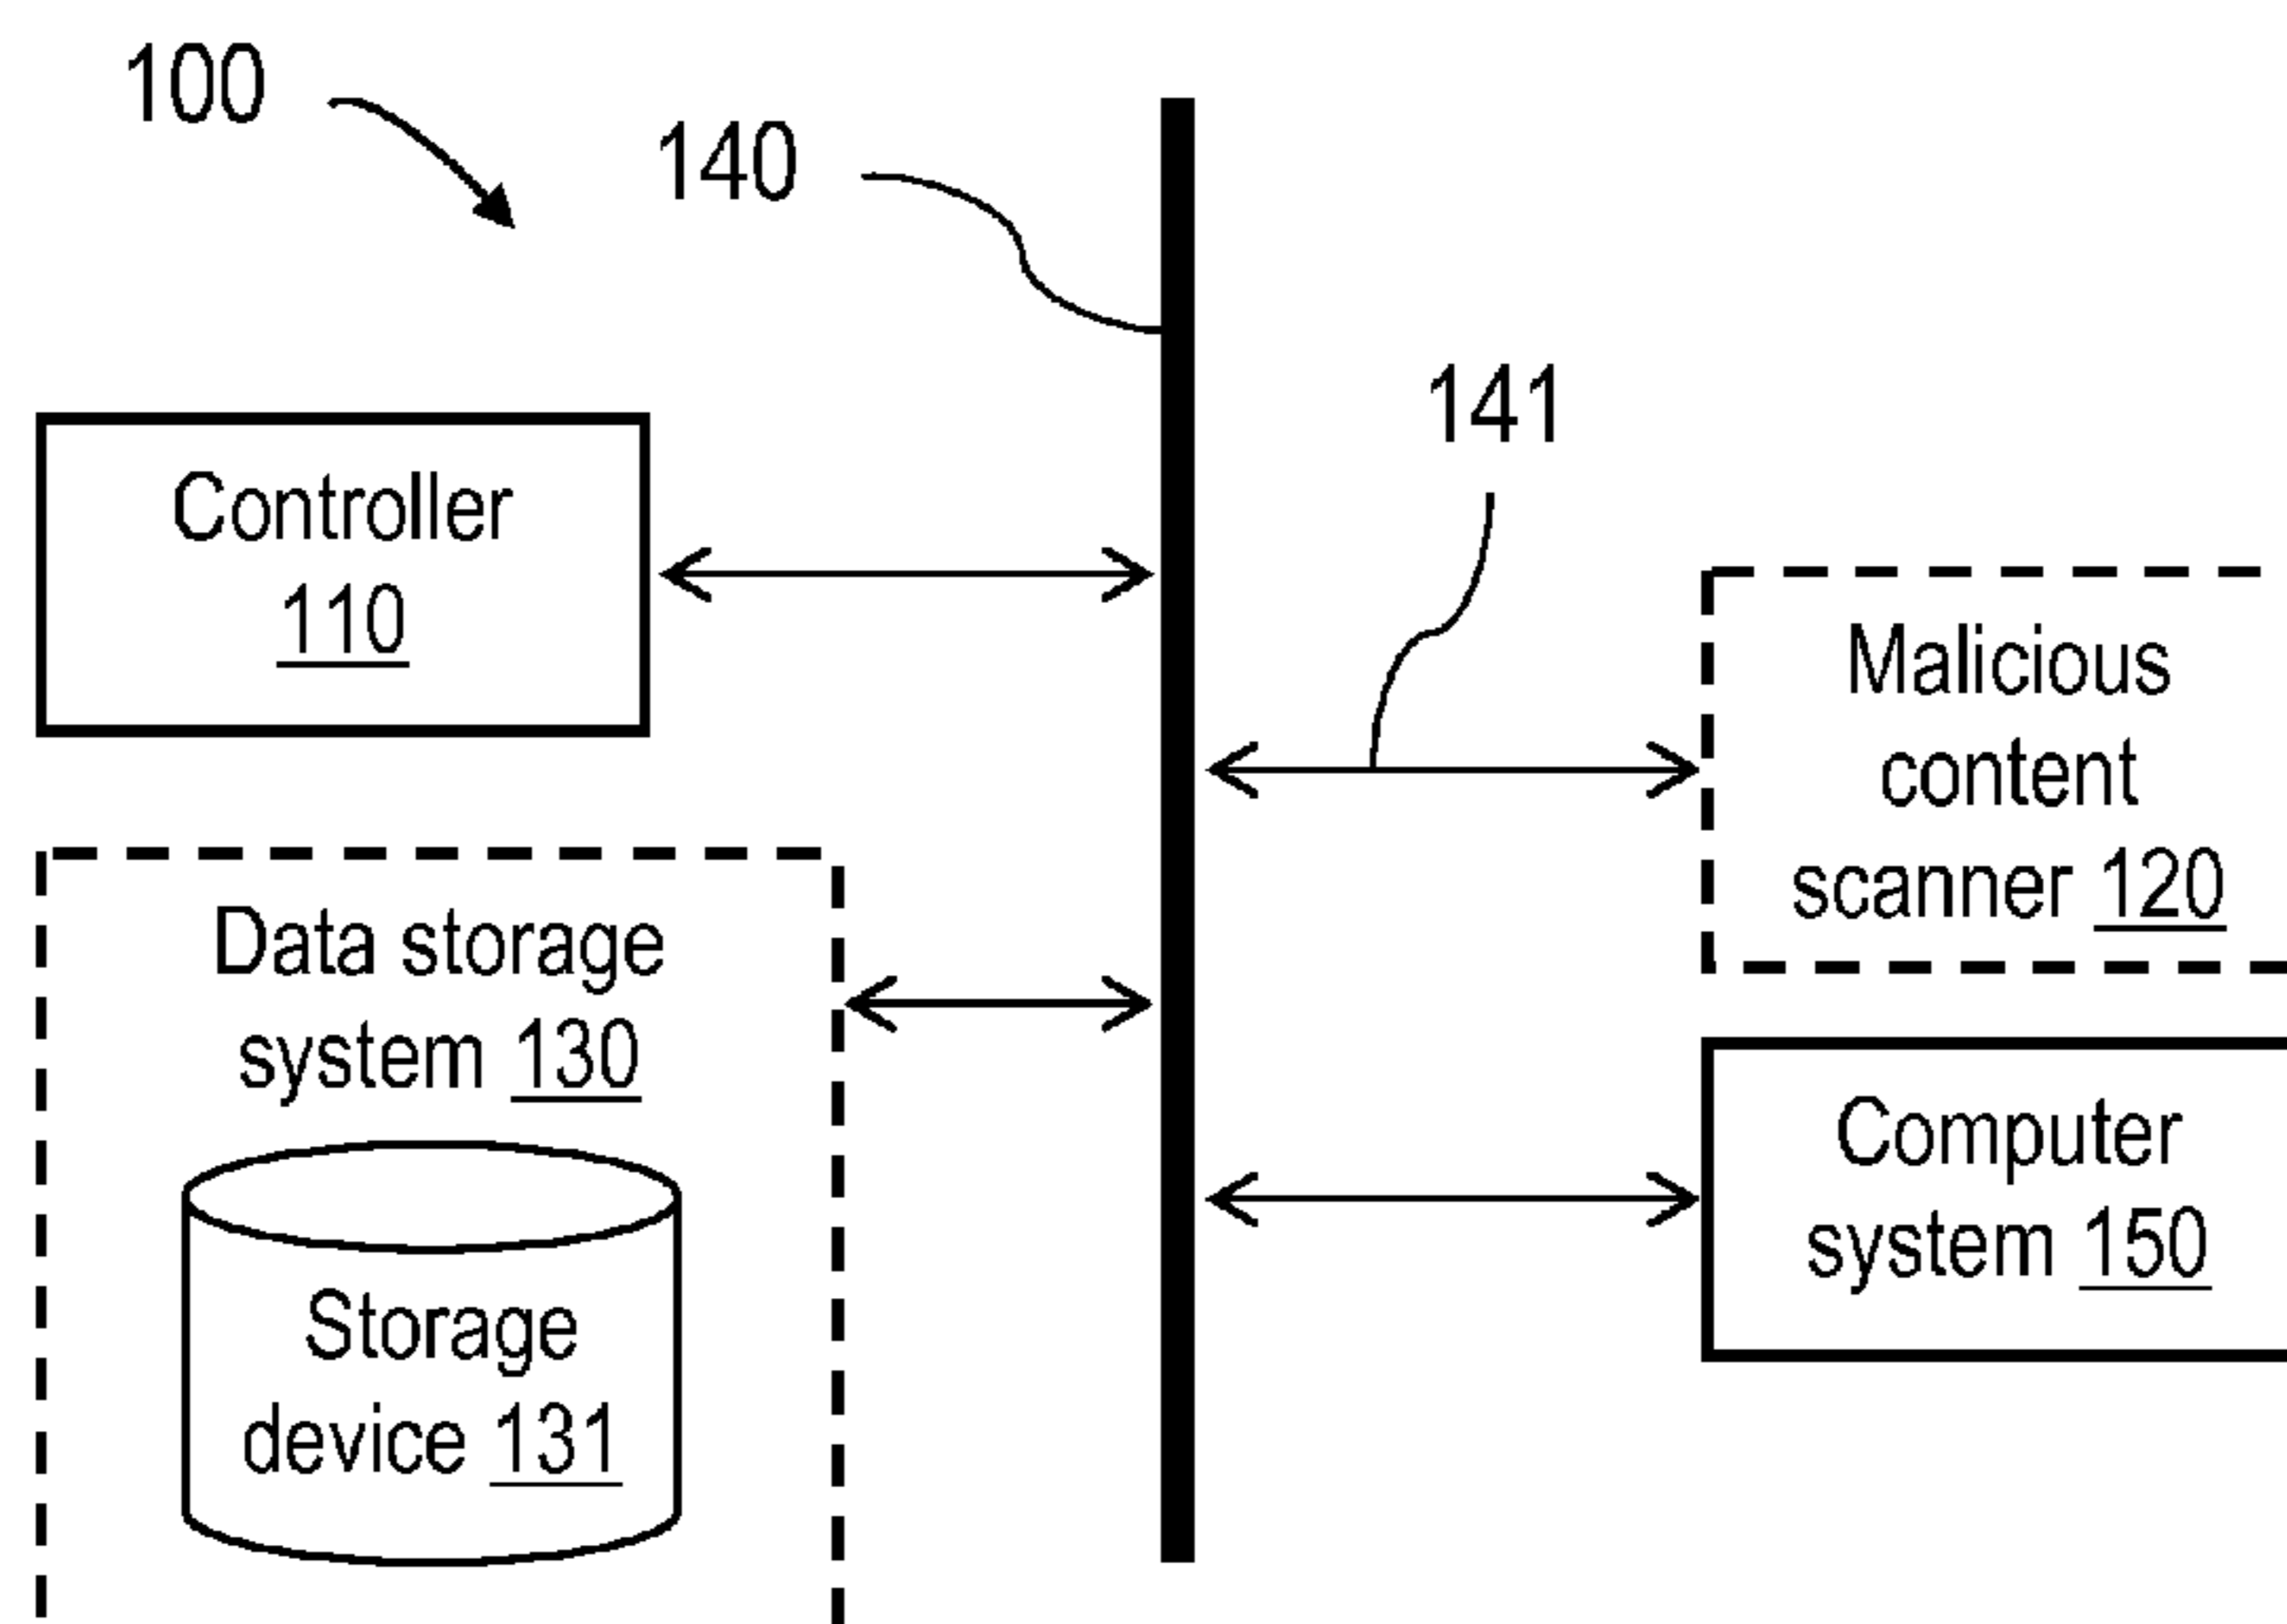 100
140
141
Controller
110
Malicious
content
scanner 120
Data storage
system 130
Computer
system 150
Storage
device 131